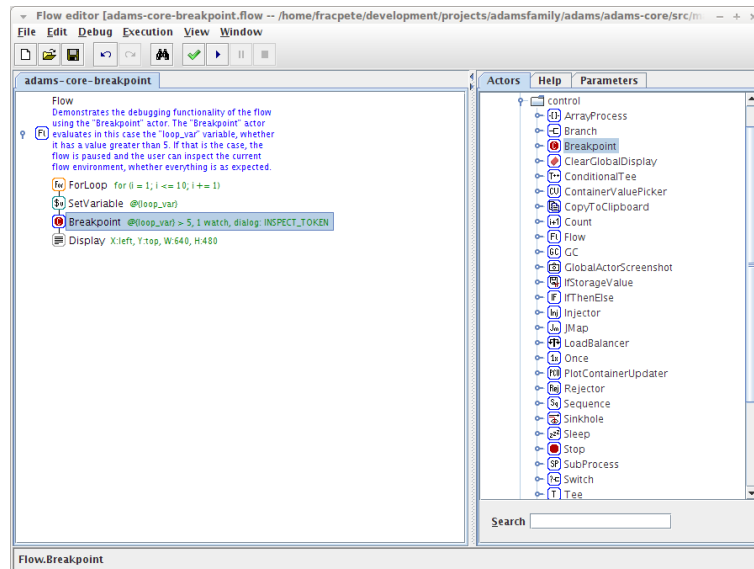 Flow editor [adams-core-breakpoint.flow -- /home/fracpete/development/projects/adamsfamily/adams/adams-core/src/m
File Edit Debug Execution View Window
adams-core-breakpoint
Flow
Demonstrates the debugging functionality of the flow
using the "Breakpoint" actor. The "Breakpoint" actor
evaluates in this case the "loop_var" variable, whether
it has a value greater than 5. If that is the case, the
flow is paused and the user can inspect the current
flow environment, whether everything is as expected.
ForLoop for (i = 1; i <= 10; i += 1)
SetVariable @(loop_var)
Breakpoint @(loop_var) > 5, 1 watch, dialog: INSPECT_TOKEN
Display X:left, Y:top, W:640, H:480
Actors Help Parameters
control
ArrayProcess
Branch
Breakpoint
ClearGlobalDisplay
ConditionalTee
ContainerValuePicker
CopyToClipboard
Count
Flow
GC
GlobalActorScreenshot
IfStorageValue
IfThenElse
Injector
JMap
LoadBalancer
Once
PlotContainerUpdater
Rejector
Sequence
Sinkhole
Sleep
Stop
SubProcess
Switch
Tee
Search
Flow.Breakpoint